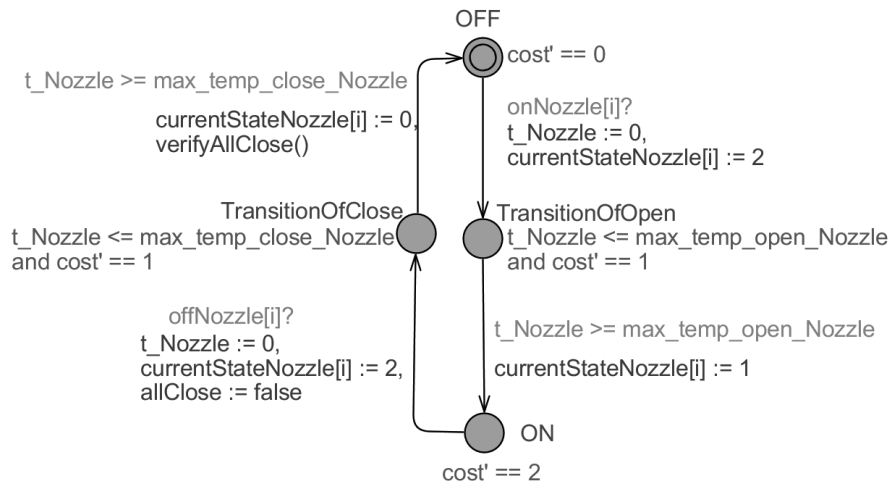 OFF
cost' == 0
t_Nozzle >= max_temp_close_Nozzle
currentStateNozzle[i] := 0,
verifyAllClose()
onNozzle[i]?
t_Nozzle := 0,
currentStateNozzle[i] := 2
TransitionOfClose
t_Nozzle <= max_temp_close_Nozzle
and cost' == 1
TransitionOfOpen
t_Nozzle <= max_temp_open_Nozzle
and cost' == 1
offNozzle[i]?
t_Nozzle := 0,
currentStateNozzle[i] := 2,
allClose := false
t_Nozzle >= max_temp_open_Nozzle
currentStateNozzle[i] := 1
ON
cost' == 2